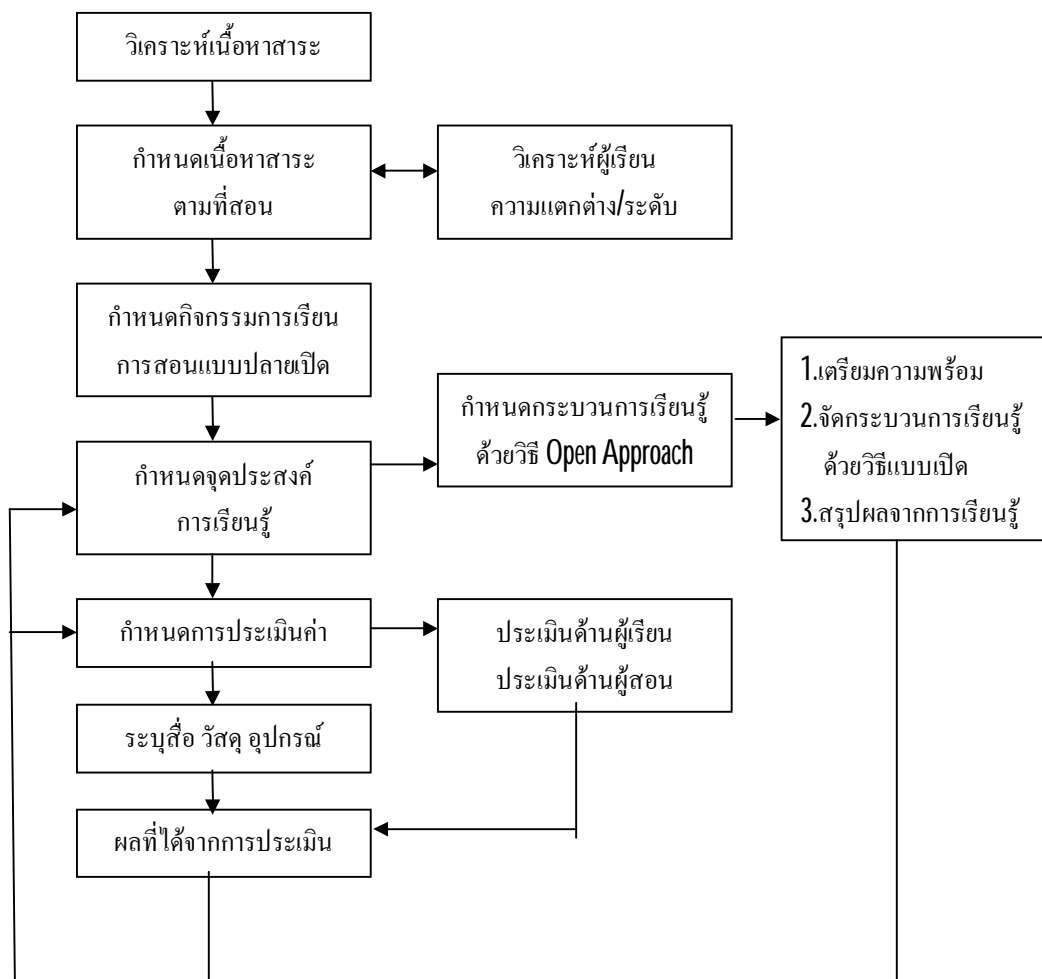 วิเคราะห์เนื้อหาสาระ
กำหนดเนื้อหาสาระ
ตามที่สอน
วิเคราะห์ผู้เรียน
ความแตกต่าง/ระดับ
กำหนดกิจกรรมการเรียน
การสอนแบบปลายเปิด
กำหนดกระบวนการเรียนรู้
ด้วยวิธี Open Approach
1.เตรียมความพร้อม
2.จัดกระบวนการเรียนรู้
ด้วยวิธีแบบเปิด
3.สรุปผลจากการเรียนรู้
กำหนดจุดประสงค์
การเรียนรู้
กำหนดการประเมินค่า
ประเมินด้านผู้เรียน
ประเมินด้านผู้สอน
ระบุสื่อ วัสดุ อุปกรณ์
ผลที่ได้จากการประเมิน